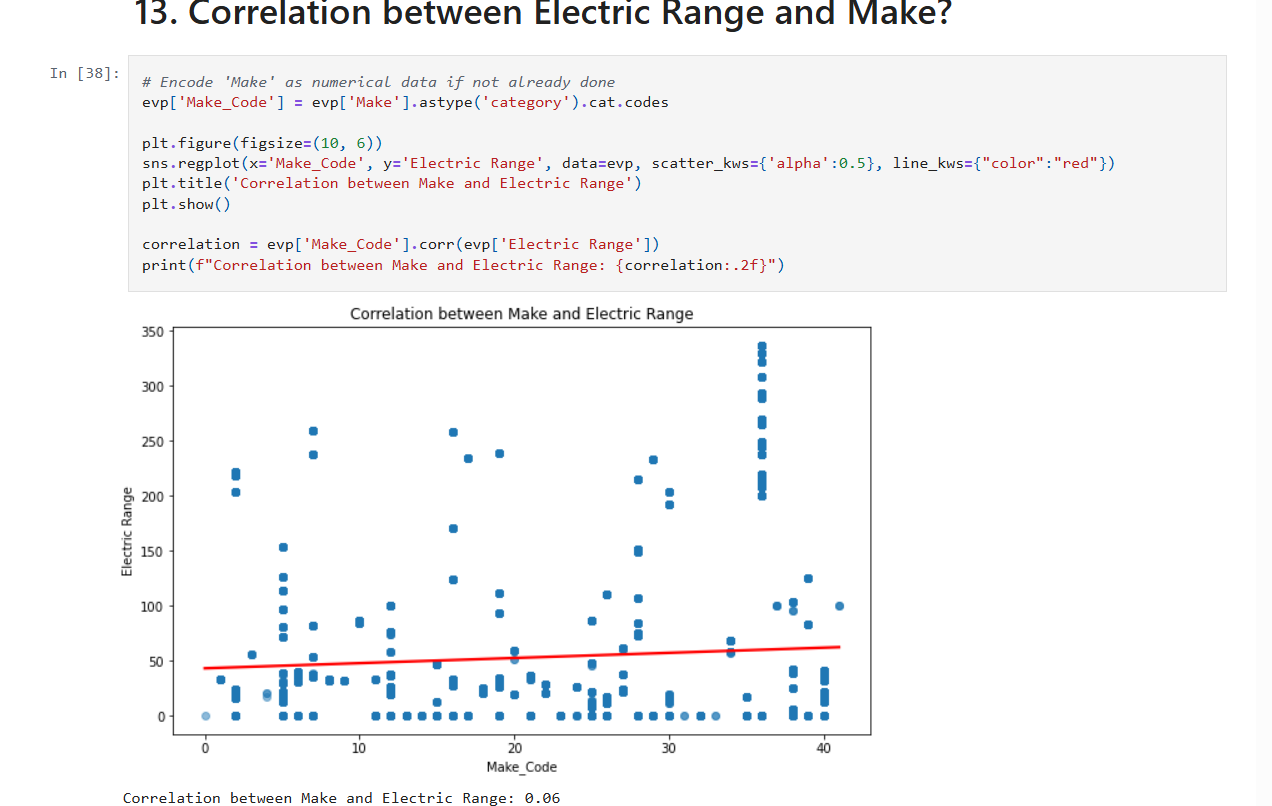 13. Correlation between Electric Range and Make?
In [38]:
# Encode 'Make' as numerical data if not already done
evp['Make_Code'] = evp['Make'].astype('category').cat.codes
plt.figure(figsize=(10, 6))
sns.regplot(x='Make_Code', y='Electric Range', data=evp, scatter_kws={'alpha':0.5}, line_kws={"color":"red"})
plt.title('Correlation between Make and Electric Range')
plt.show()
correlation = evp['Make_Code'].corr(evp['Electric Range'])
print(f"Correlation between Make and Electric Range: {correlation:.2f}")
Correlation between Make and Electric Range
350
300
250
200
150
100
50
0
Electric Range
0 10 20 30 40
Make_Code
Correlation between Make and Electric Range: 0.06